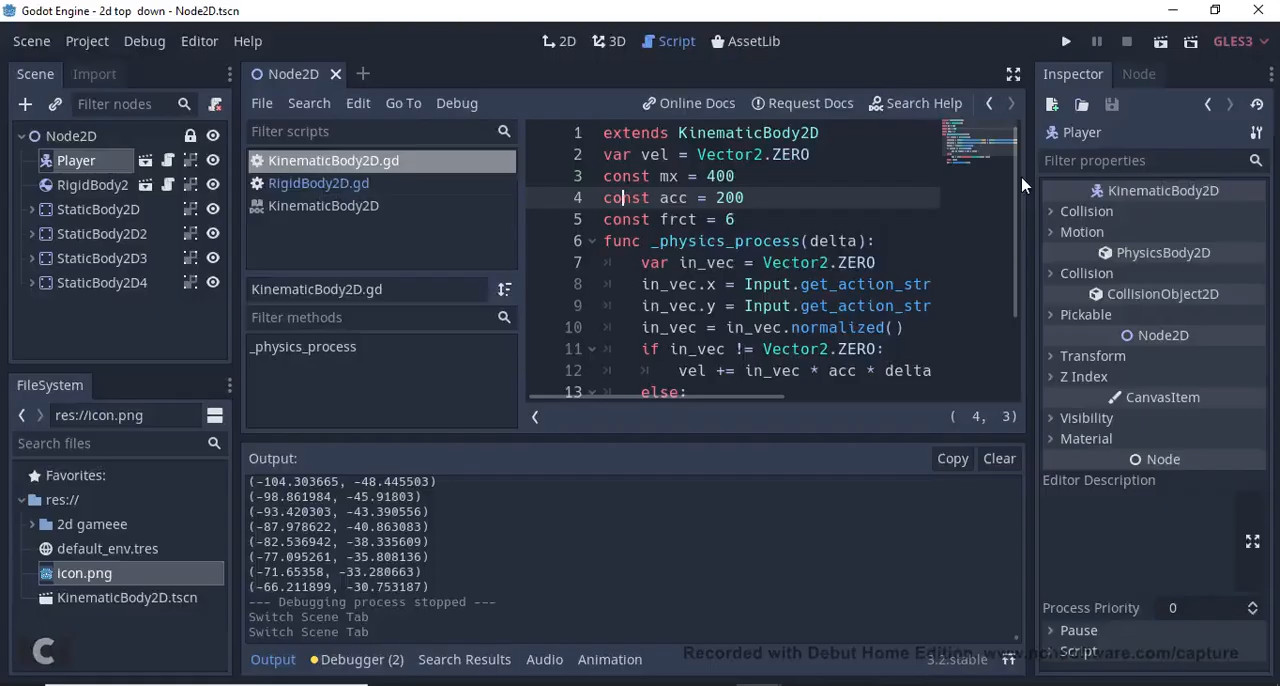 Godot Engine - 2d top  down - Node2D.tscn
Scene Project Debug Editor Help
2D 3D Script AssetLib
GLES3
Scene Import
Filter nodes
Node2D
Player
RigidBody2
StaticBody2D
StaticBody2D2
StaticBody2D3
StaticBody2D4
FileSystem
res://icon.png
Search files
Favorites:
res://
2d gameee
default_env.tres
icon.png
KinematicBody2D.tscn
Node2D
File Search Edit Go To Debug
Online Docs Request Docs Search Help
Filter scripts
KinematicBody2D.gd
RigidBody2D.gd
KinematicBody2D
KinematicBody2D.gd
Filter methods
_physics_process
1 extends KinematicBody2D
2 var vel = Vector2.ZERO
3 const mx = 400
4 const acc = 200
5 const frct = 6
6 func _physics_process(delta):
7 var in_vec = Vector2.ZERO
8 in_vec.x = Input.get_action_str
9 in_vec.y = Input.get_action_str
10 in_vec = in_vec.normalized()
11 if in_vec != Vector2.ZERO:
12 vel += in_vec * acc * delta
13 else:
( 4, 3)
Output:
Copy Clear
(-104.303665, -48.445503)
(-98.861984, -45.91803)
(-93.420303, -43.390556)
(-87.978622, -40.863083)
(-82.536942, -38.335609)
(-77.095261, -35.808136)
(-71.65358, -33.280663)
(-66.211899, -30.753187)
--- Debugging process stopped ---
Switch Scene Tab
Switch Scene Tab
Output Debugger (2) Search Results Audio Animation
3.2.stable
Inspector Node
Player
Filter properties
KinematicBody2D
Collision
Motion
PhysicsBody2D
Collision
CollisionObject2D
Pickable
Node2D
Transform
Z Index
CanvasItem
Visibility
Material
Node
Editor Description
Process Priority 0
Pause
Script
C
Recorded with Debut Home Edition www.nchsoftware.com/capture